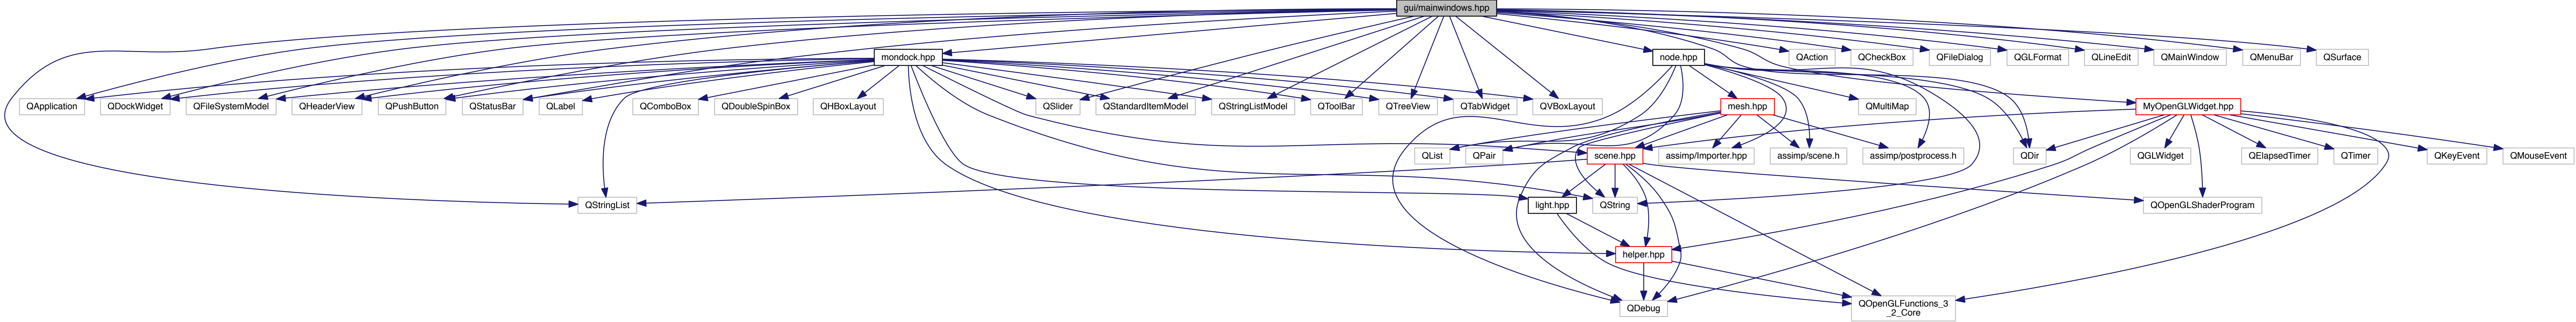 gui/mainwindows.hpp
mondock.hpp
node.hpp
QAction
QCheckBox
QFileDialog
QGLFormat
QLineEdit
QMainWindow
QMenuBar
QSurface
QApplication
QDockWidget
QFileSystemModel
QHeaderView
QPushButton
QStatusBar
QLabel
QComboBox
QDoubleSpinBox
QHBoxLayout
QSlider
QStandardItemModel
QStringListModel
QToolBar
QTreeView
QTabWidget
QVBoxLayout
mesh.hpp
QMultiMap
MyOpenGLWidget.hpp
QList
QPair
scene.hpp
assimp/Importer.hpp
assimp/scene.h
assimp/postprocess.h
QDir
QGLWidget
QElapsedTimer
QTimer
QKeyEvent
QMouseEvent
QStringList
light.hpp
QString
QOpenGLShaderProgram
helper.hpp
QDebug
QOpenGLFunctions_3
_2_Core